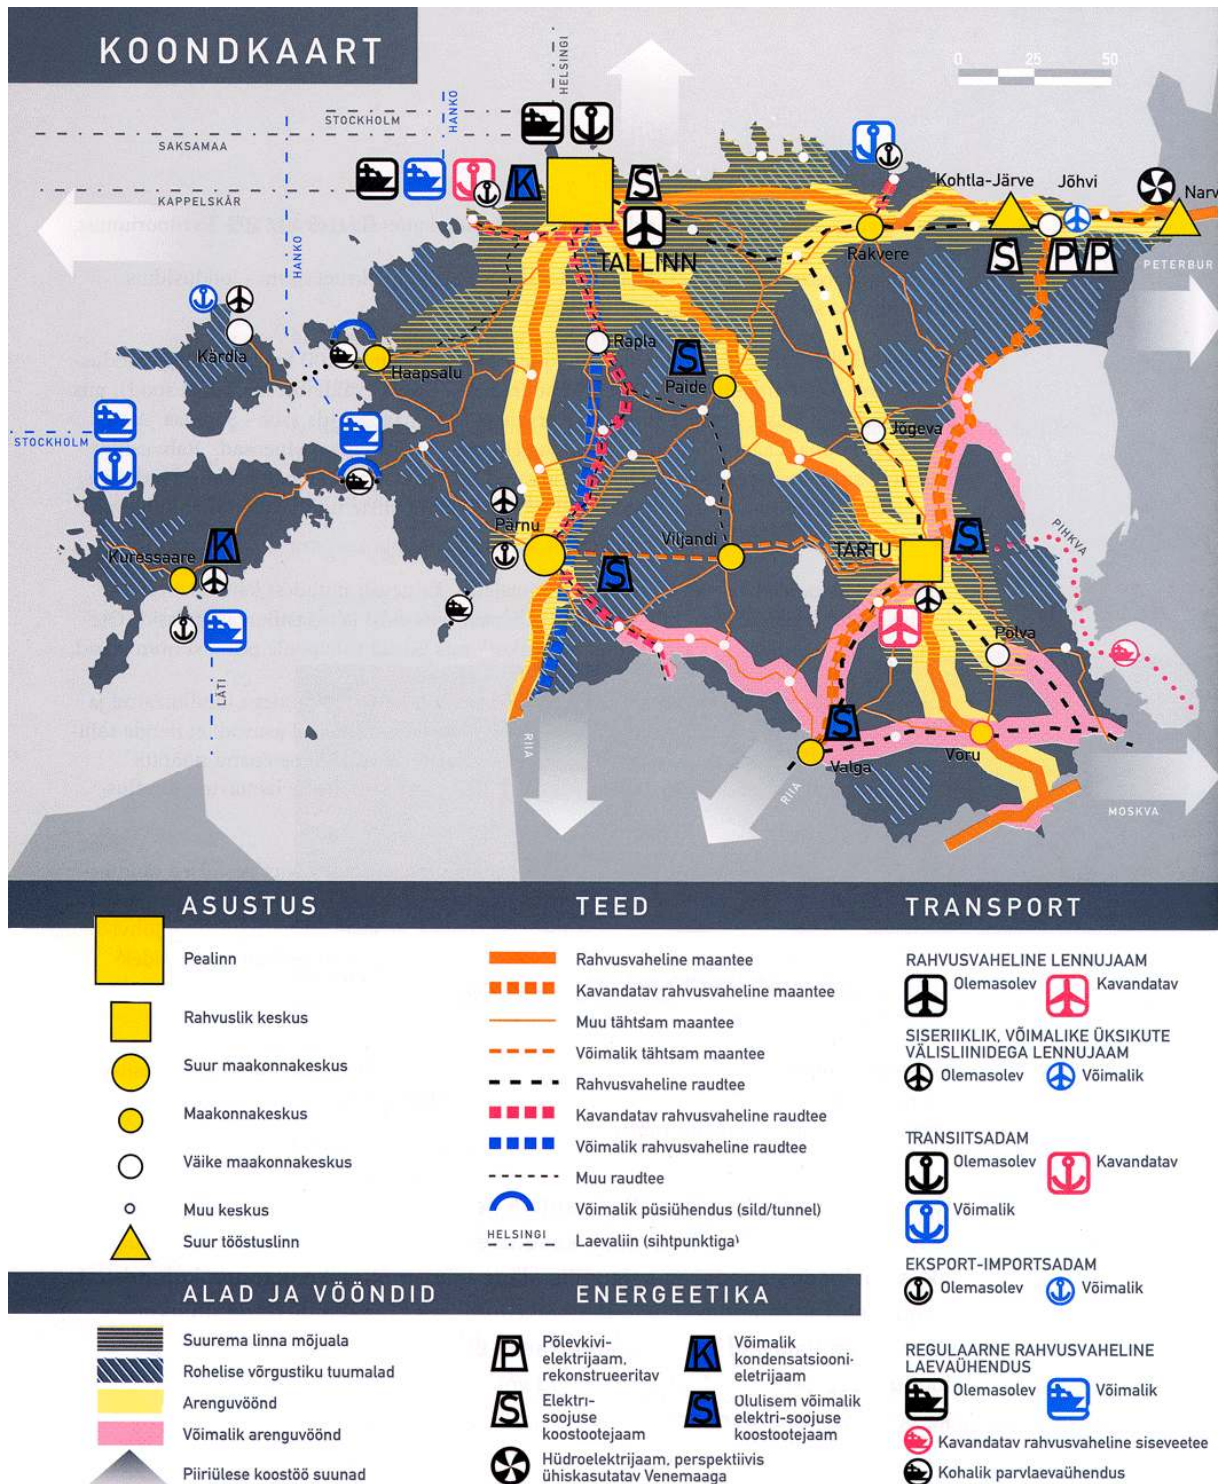 KOONDKAART
HELSINGI
0 25 50
HANKO
STOCKHOLM
SAKSAMAA
KAPPELSKÄR
HANKO
K
S
TALLINN
Kohtla-Järve
Jõhvi
Narv
Rakvere
S
P
P
PETERBUR
Kärdla
Haapsalu
Rapla
S
Paide
Jõgeva
STOCKHOLM
Kuressaare
K
Pärnu
S
Viljandi
TARTU
S
PIHKVA
Põlva
LÄTI
RIIA
S
Valga
Võru
RIIA
MOSKVA
ASUSTUS
Pealinn
Rahvuslik keskus
Suur maakonnakeskus
Maakonnakeskus
Väike maakonnakeskus
Muu keskus
Suur tööstuslinn
TEED
Rahvusvaheline maantee
Kavandatav rahvusvaheline maantee
Muu tähtsam maantee
Võimalik tähtsam maantee
Rahvusvaheline raudtee
Kavandatav rahvusvaheline raudtee
Võimalik rahvusvaheline raudtee
Muu raudtee
Võimalik püsiühendus (sild/tunnel)
HELSINGI Laevaliin (sihtpunktiga)
TRANSPORT
RAHVUSVAHELINE LENNUJAAM
Olemasolev Kavandatav
SISERIIKLIK, VÕIMALIKE ÜKSIKUTE
VÄLISLIINIDEGA LENNUJAAM
Olemasolev Võimalik
TRANSIITSADAM
Olemasolev Kavandatav
Võimalik
EKSPORT-IMPORTSADAM
Olemasolev Võimalik
REGULAARNE RAHVUSVAHELINE
LAEVAÜHENDUS
Olemasolev Võimalik
Kavandatav rahvusvaheline siseveetee
Kohalik parvlaevaühendus
ALAD JA VÖÖNDID
Suurema linna mõjuala
Rohelise võrgustiku tuumalad
Arenguvöönd
Võimalik arenguvöönd
Piiriülese koostöö suunad
ENERGEETIKA
P Põlevkivi-
elektrijaam,
rekonstrueeritav
S Elektri-
soojuse
koostootejaam
Hüdroelektrijaam, perspektiivis
ühiskasutatav Venemaaga
K Võimalik
kondensatsiooni-
eletrijaam
S Olulisem võimalik
elektri-soojuse
koostootejaam